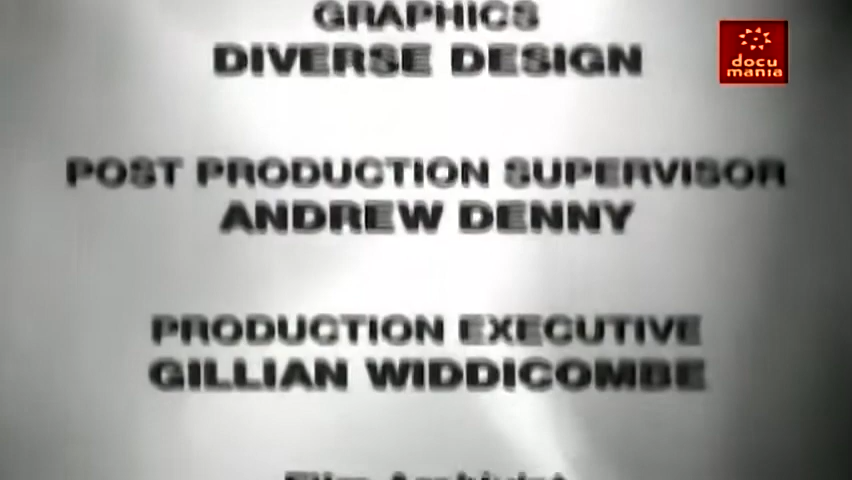 GRAPHICS
DIVERSE DESIGN
docu
mania
POST PRODUCTION SUPERVISOR
ANDREW DENNY
PRODUCTION EXECUTIVE
GILLIAN WIDDICOMBE